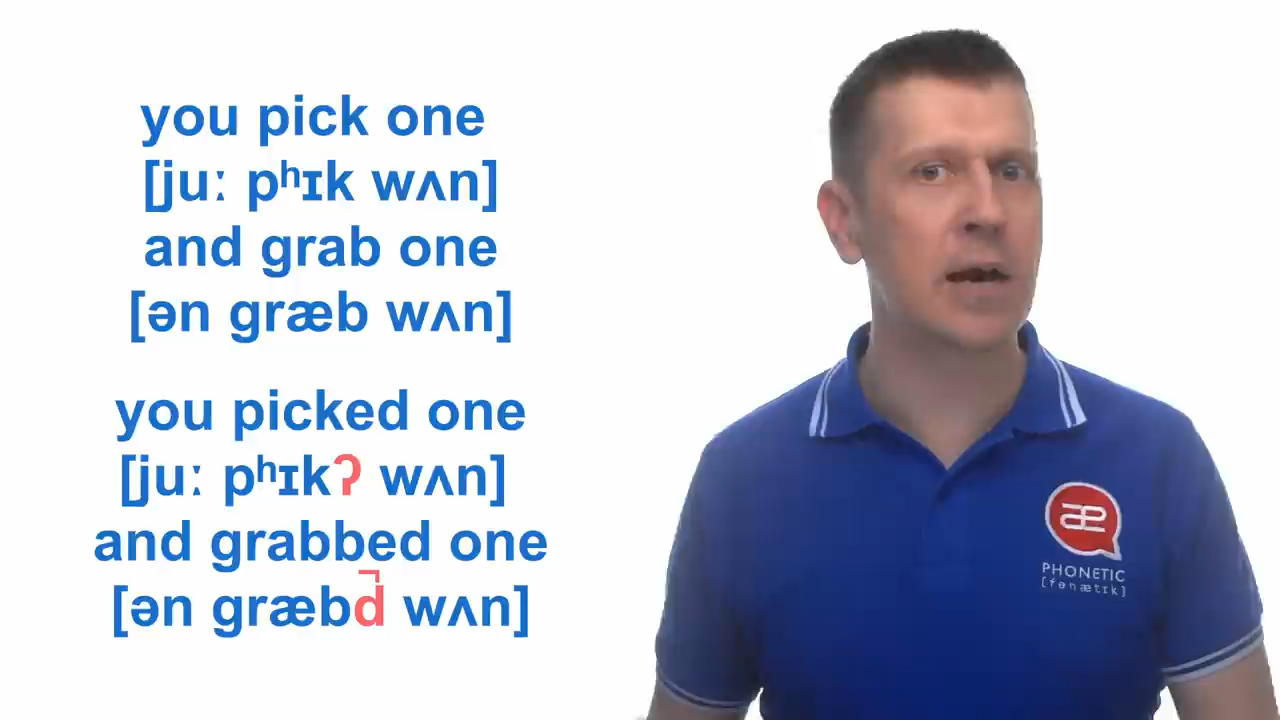 you pick one
[juː pʰɪk wʌn]
and grab one
[ən græb wʌn]
you picked one
[juː pʰɪkʔ wʌn]
and grabbed one
[ən græbd̚ wʌn]
æ
PHONETIC
[fənætɪk]